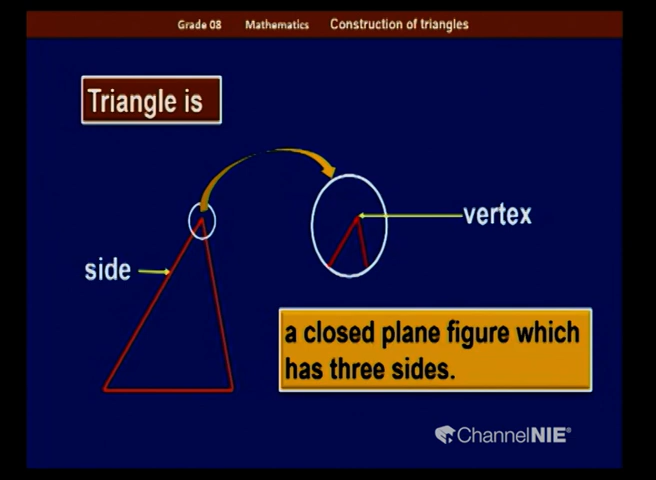 Grade 08 Mathematics Construction of triangles
Triangle is
vertex
side
a closed plane figure which
has three sides.
ChannelNIE®